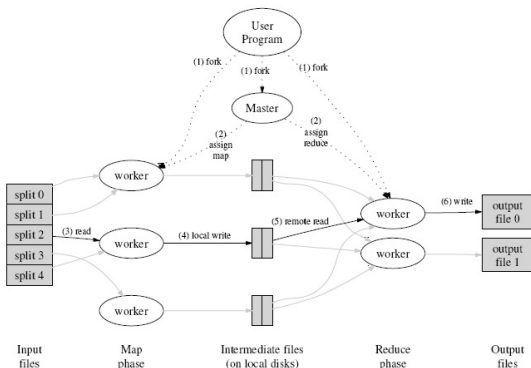 User
Program
(1) fork
(1) fork
(1) fork
Master
(2)
assign
map
(2)
assign
reduce
worker
split 0
split 1
split 2
split 3
split 4
(3) read
worker
(4) local write
(5) remote read
worker
(6) write
output
file 0
worker
output
file 1
worker
Input
files
Map
phase
Intermediate files
(on local disks)
Reduce
phase
Output
files